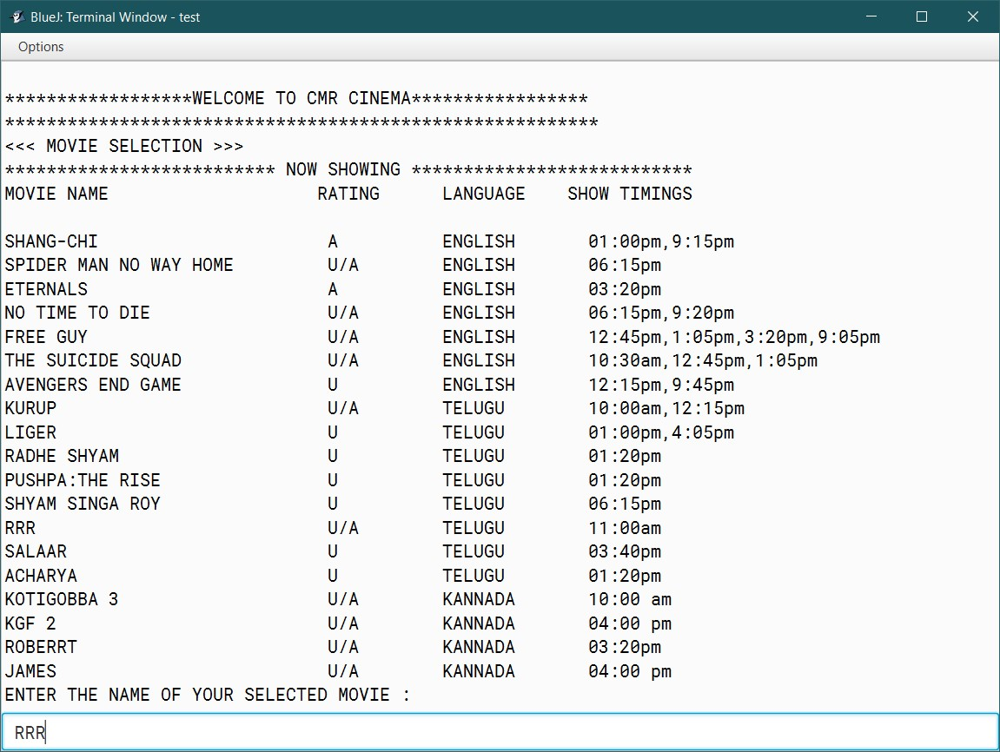 BlueJ: Terminal Window - test
Options
******************WELCOME TO CMR CINEMA*****************
*********************************************************
<<< MOVIE SELECTION >>>
************************** NOW SHOWING ***************************
MOVIE NAME RATING LANGUAGE SHOW TIMINGS
SHANG-CHI A ENGLISH 01:00pm,9:15pm
SPIDER MAN NO WAY HOME U/A ENGLISH 06:15pm
ETERNALS A ENGLISH 03:20pm
NO TIME TO DIE U/A ENGLISH 06:15pm,9:20pm
FREE GUY U/A ENGLISH 12:45pm,1:05pm,3:20pm,9:05pm
THE SUICIDE SQUAD U/A ENGLISH 10:30am,12:45pm,1:05pm
AVENGERS END GAME U ENGLISH 12:15pm,9:45pm
KURUP U/A TELUGU 10:00am,12:15pm
LIGER U TELUGU 01:00pm,4:05pm
RADHE SHYAM U TELUGU 01:20pm
PUSHPA:THE RISE U TELUGU 01:20pm
SHYAM SINGA ROY U TELUGU 06:15pm
RRR U/A TELUGU 11:00am
SALAAR U TELUGU 03:40pm
ACHARYA U TELUGU 01:20pm
KOTIGOBBA 3 U/A KANNADA 10:00 am
KGF 2 U/A KANNADA 04:00 pm
ROBERRT U/A KANNADA 03:20pm
JAMES U/A KANNADA 04:00 pm
ENTER THE NAME OF YOUR SELECTED MOVIE :
RRR